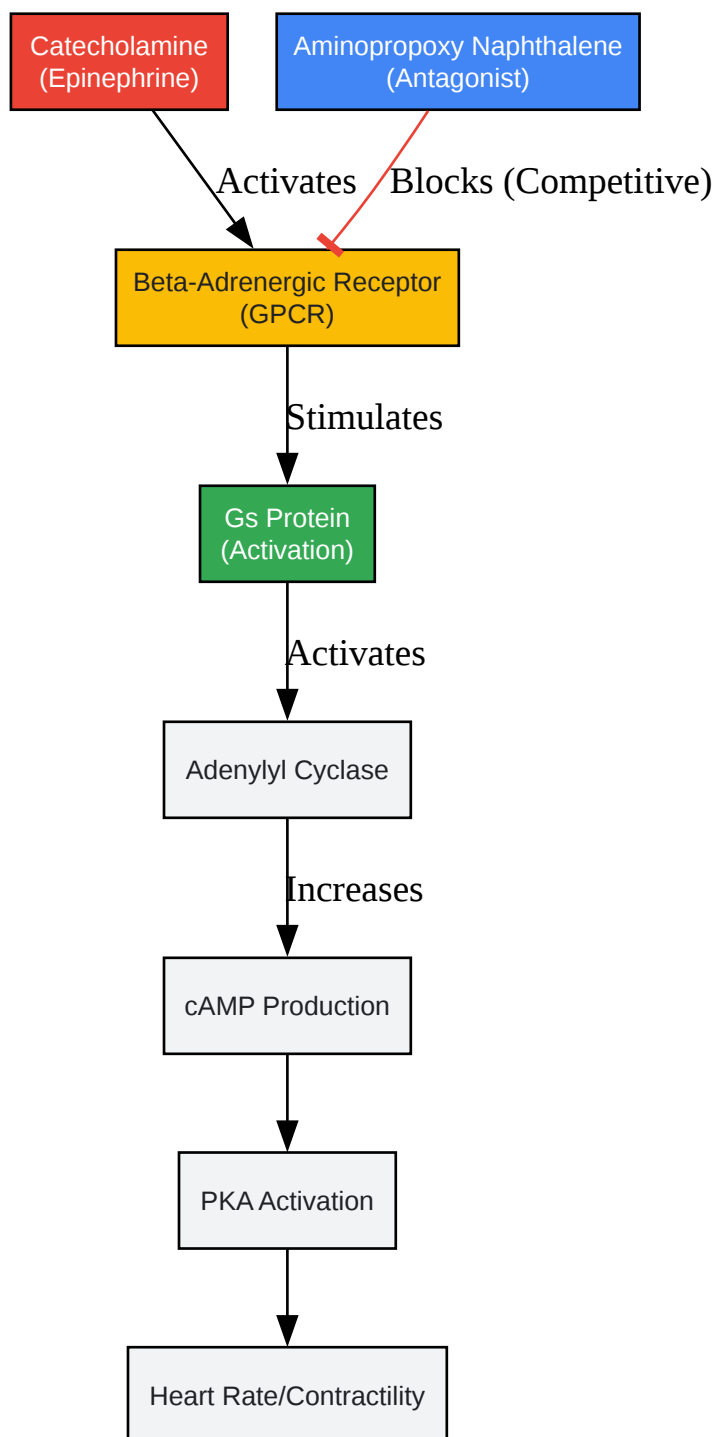 Catecholamine
(Epinephrine)
Aminopropoxy Naphthalene
(Antagonist)
Activates
Blocks (Competitive)
Beta-Adrenergic Receptor
(GPCR)
Stimulates
Gs Protein
(Activation)
Activates
Adenylyl Cyclase
Increases
cAMP Production
PKA Activation
Heart Rate/Contractility